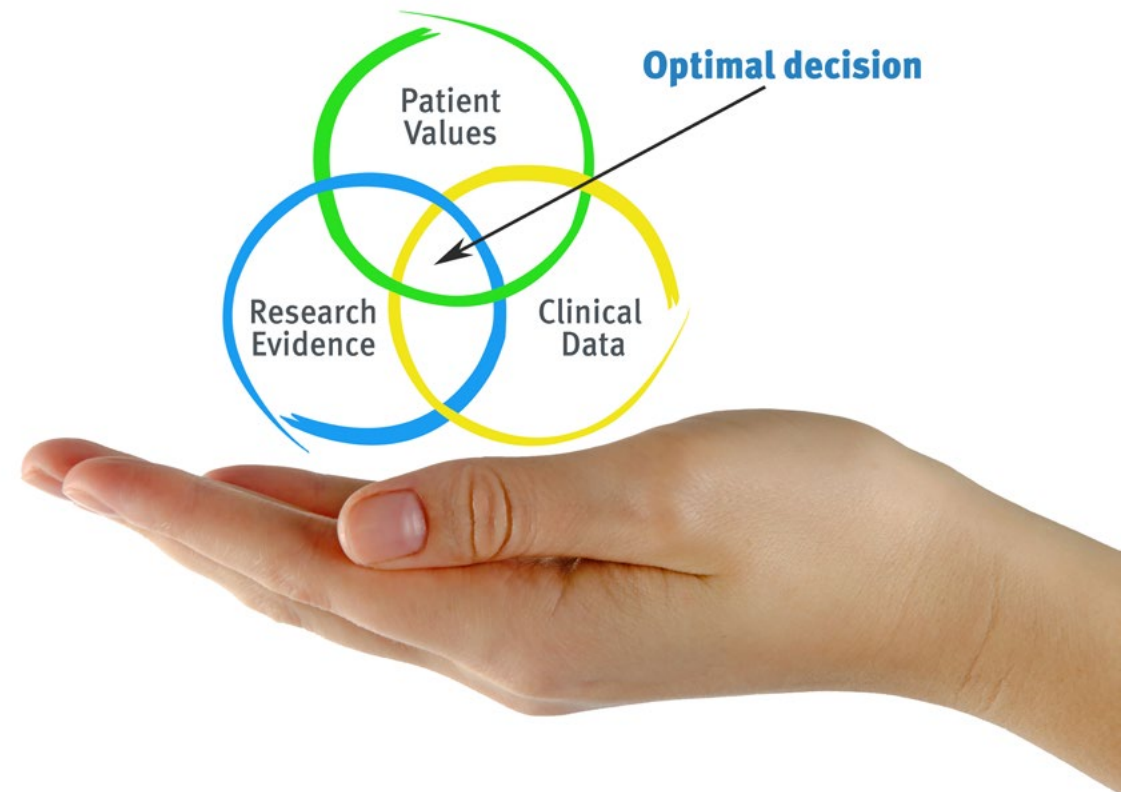 Optimal decision
Patient
Values
Research
Evidence
Clinical
Data